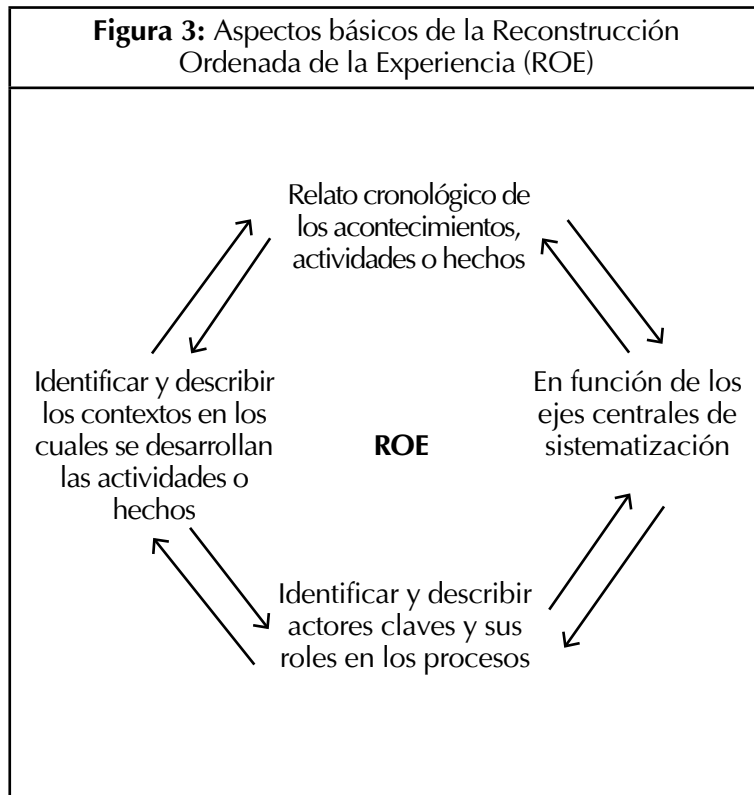 Figura 3: Aspectos básicos de la Reconstrucción
Ordenada de la Experiencia (ROE)
Relato cronológico de
los acontecimientos,
actividades o hechos
Identificar y describir
los contextos en los
cuales se desarrollan
las actividades o
hechos
ROE
En función de los
ejes centrales de
sistematización
Identificar y describir
actores claves y sus
roles en los procesos